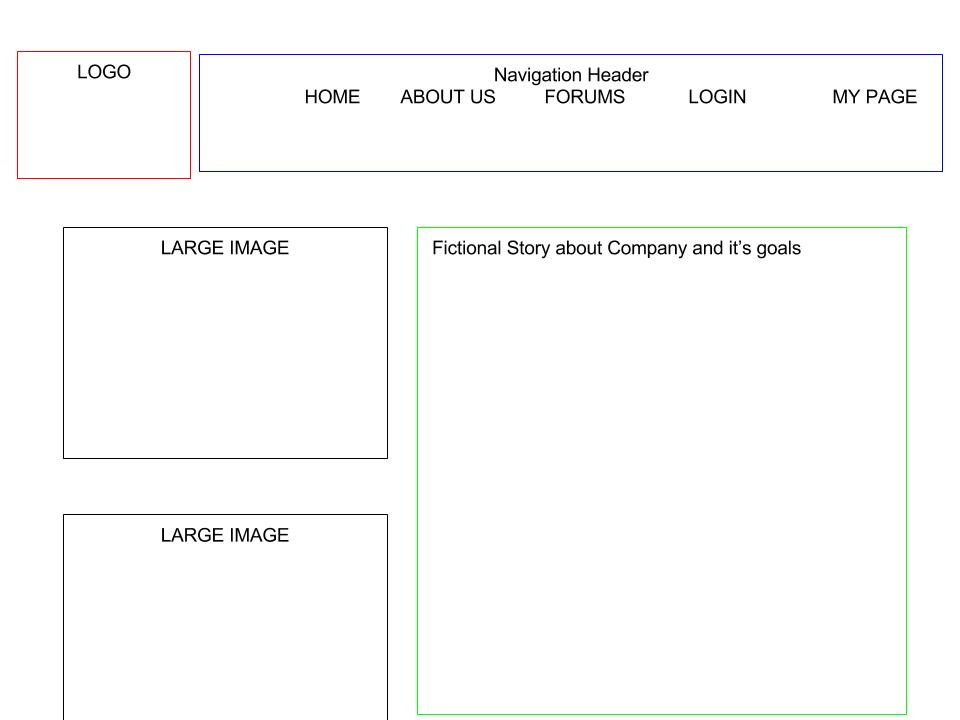 LOGO
Navigation Header
HOME ABOUT US FORUMS LOGIN MY PAGE
LARGE IMAGE
Fictional Story about Company and it’s goals
LARGE IMAGE